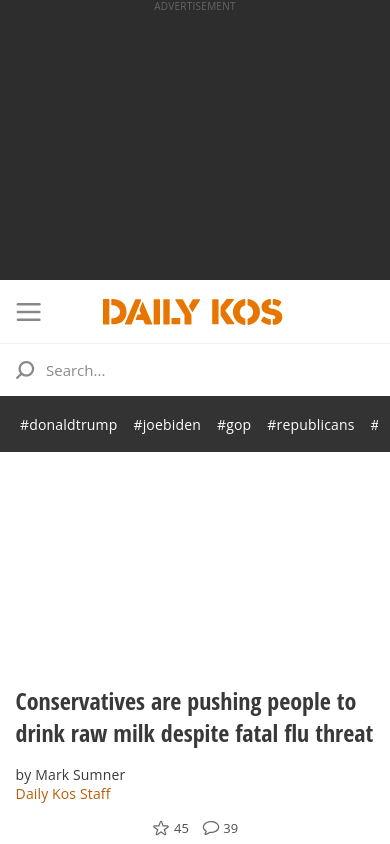 ADVERTISEMENT
DAILY KOS
Search...
#donaldtrump #joebiden #gop #republicans #
Conservatives are pushing people to
drink raw milk despite fatal flu threat
by Mark Sumner
Daily Kos Staff
45 39